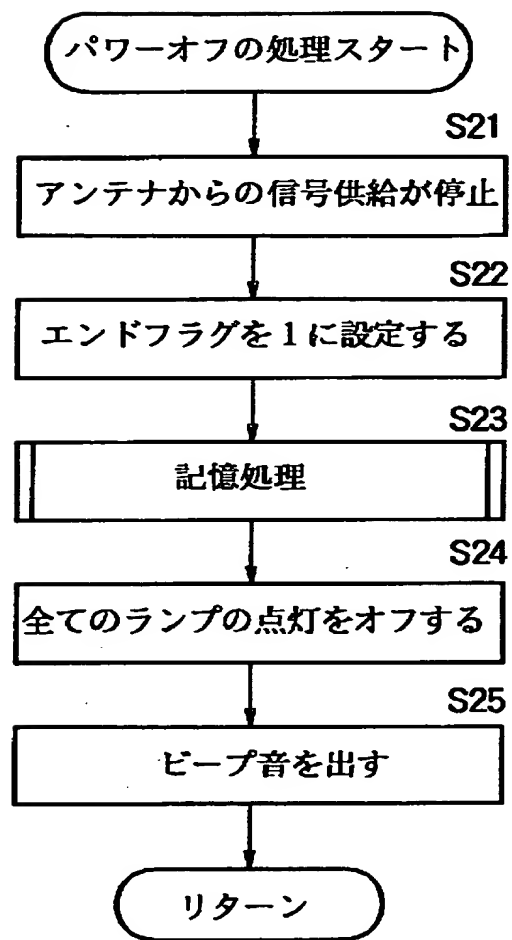 パワーオフの処理スタート
S21
アンテナからの信号供給が停止
S22
エンドフラグを1に設定する
S23
記憶処理
S24
全てのランプの点灯をオフする
S25
ビープ音を出す
リターン